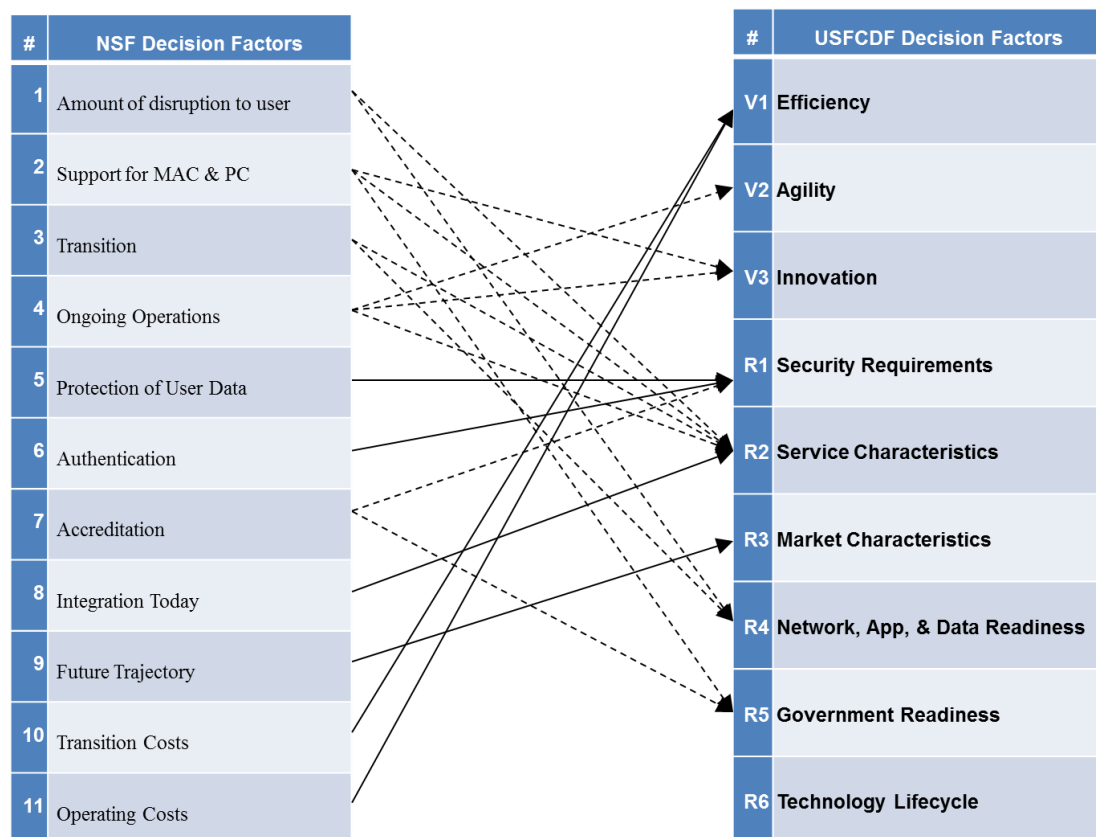 # NSF Decision Factors
1 Amount of disruption to user
2 Support for MAC & PC
3 Transition
4 Ongoing Operations
5 Protection of User Data
6 Authentication
7 Accreditation
8 Integration Today
9 Future Trajectory
10 Transition Costs
11 Operating Costs
# USFCDF Decision Factors
V1 Efficiency
V2 Agility
V3 Innovation
R1 Security Requirements
R2 Service Characteristics
R3 Market Characteristics
R4 Network, App, & Data Readiness
R5 Government Readiness
R6 Technology Lifecycle